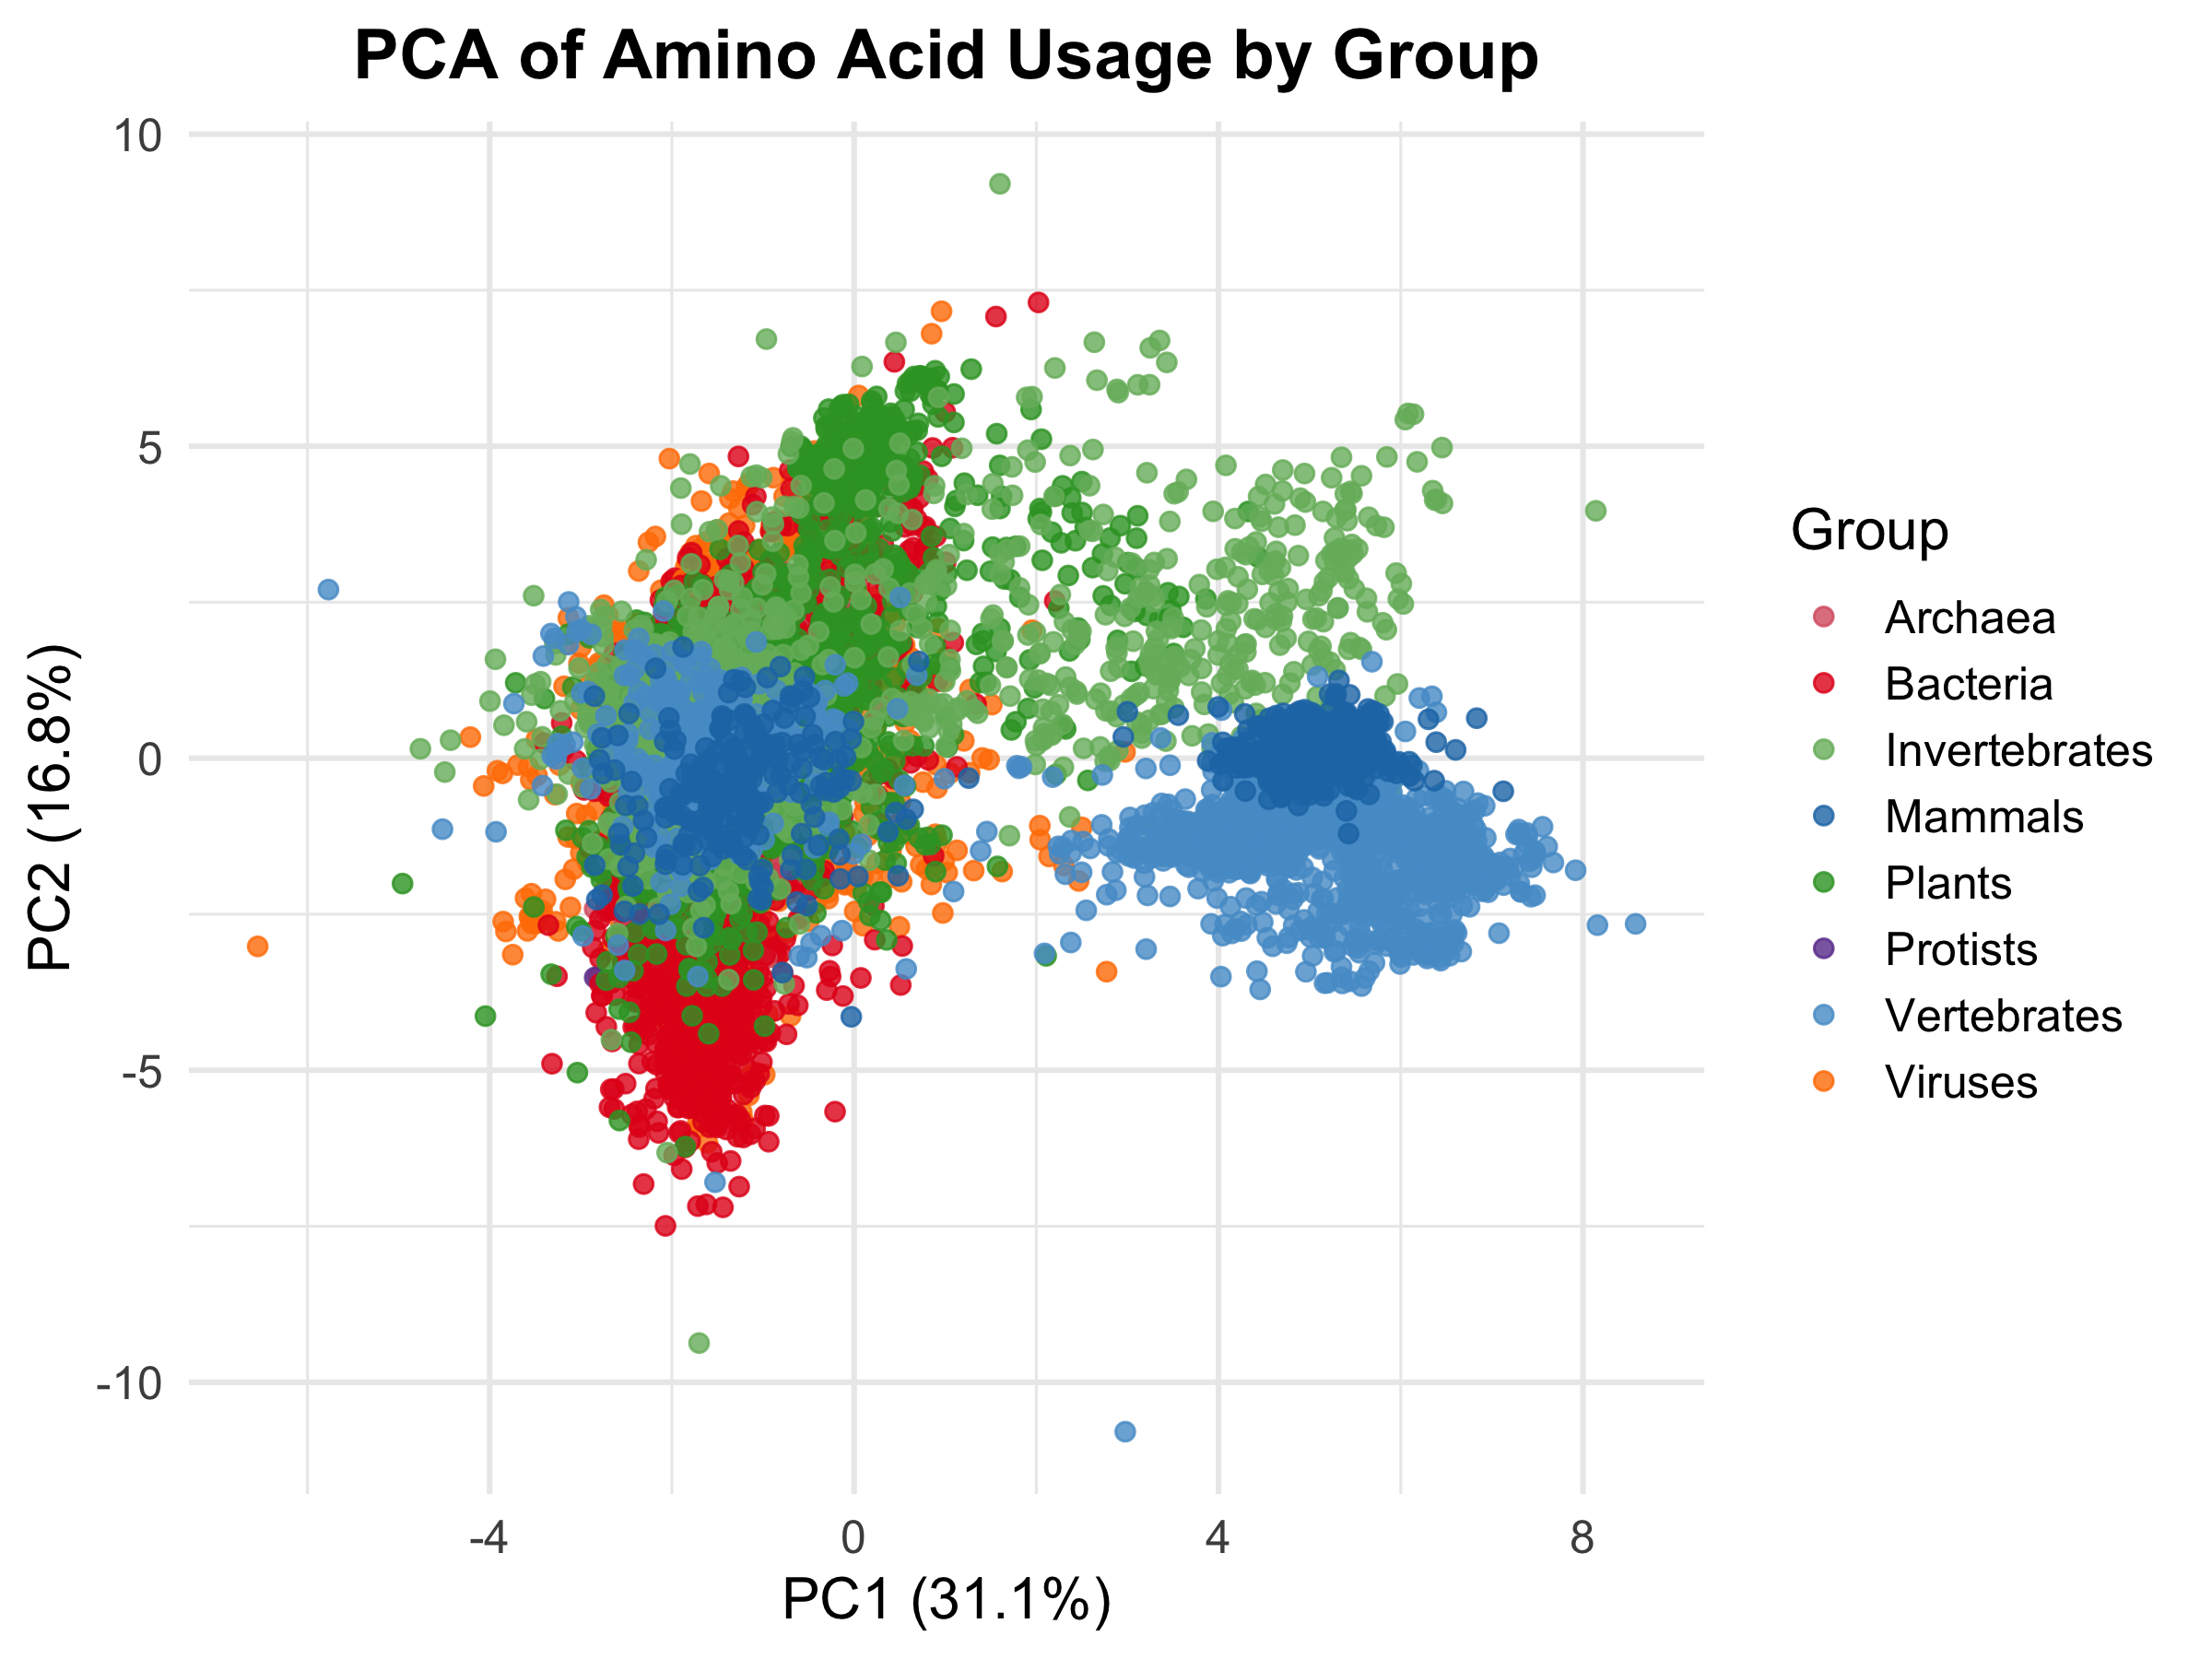 PCA of Amino Acid Usage by Group
10
5
0
-5
-10
PC2 (16.8%)
-4
0
4
8
PC1 (31.1%)
Group
Archaea
Bacteria
Invertebrates
Mammals
Plants
Protists
Vertebrates
Viruses